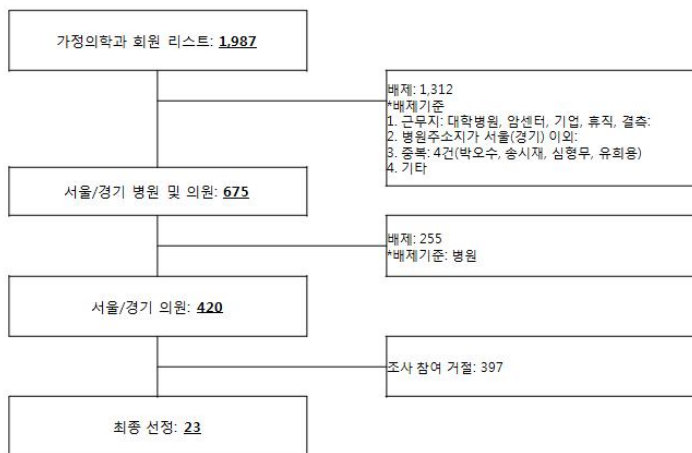 가정의학과 회원 리스트: 1,987
배제: 1,312
*배제기준
1. 근무지: 대학병원, 암센터, 기업, 휴직, 결측:
2. 병원주소지가 서울(경기) 이외:
3. 중복: 4건(박오수, 송시재, 심형무, 유희용)
4. 기타
서울/경기 병원 및 의원: 675
배제: 255
*배제기준: 병원
서울/경기 의원: 420
조사 참여 거절: 397
최종 선정: 23